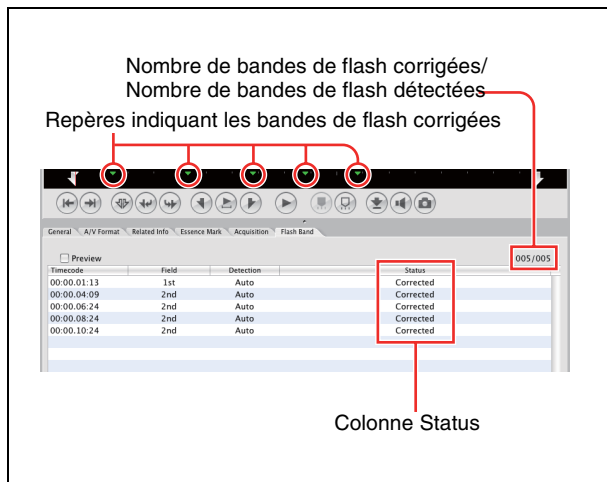 Nombre de bandes de flash corrigées/
Nombre de bandes de flash détectées
Repères indiquant les bandes de flash corrigées
General A/V Format Related Info Essence Mark Acquisition Flash Band
Preview 005/005
Timecode Field Detection Status
00:00.01:13 1st Auto Corrected
00:00.04:09 2nd Auto Corrected
00:00.06:24 2nd Auto Corrected
00:00.08:24 2nd Auto Corrected
00:00.10:24 2nd Auto Corrected
Colonne Status